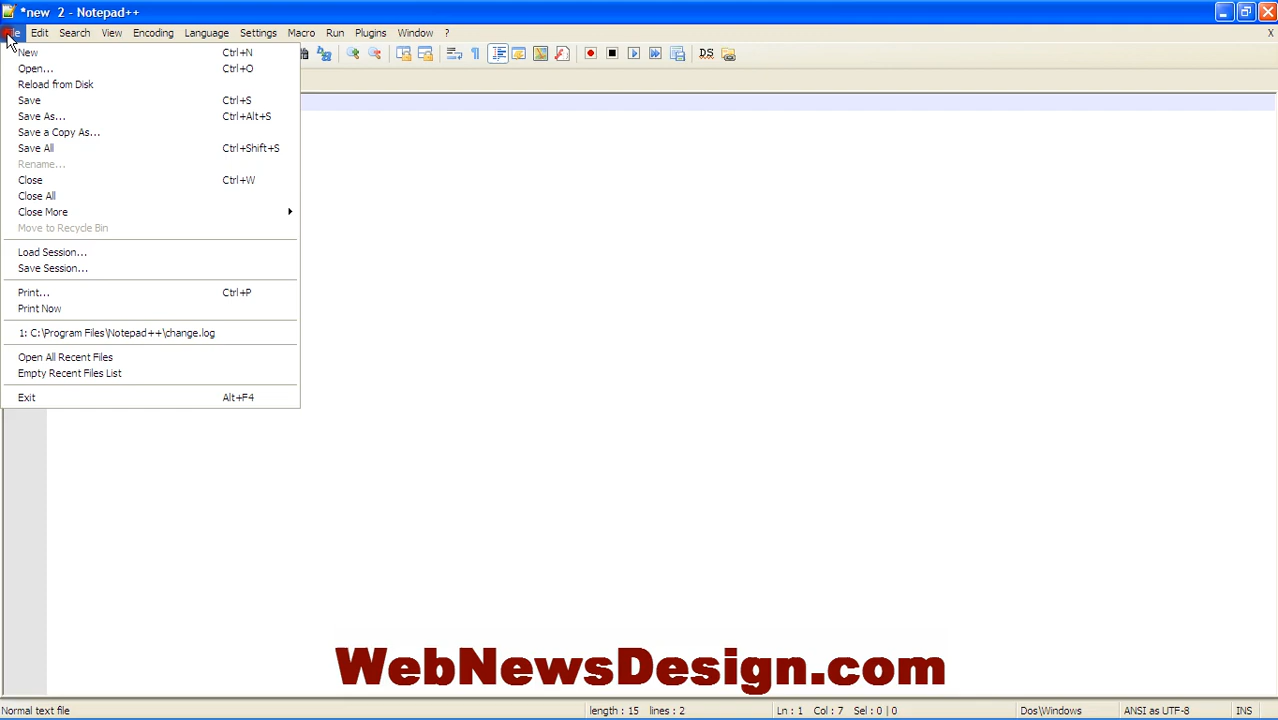 *new 2 - Notepad++
File Edit Search View Encoding Language Settings Macro Run Plugins Window ? X
New Ctrl+N
Open... Ctrl+O
Reload from Disk
Save Ctrl+S
Save As... Ctrl+Alt+S
Save a Copy As...
Save All Ctrl+Shift+S
Rename...
Close Ctrl+W
Close All
Close More
Move to Recycle Bin
Load Session...
Save Session...
Print... Ctrl+P
Print Now
1: C:\Program Files\Notepad++\change.log
Open All Recent Files
Empty Recent Files List
Exit Alt+F4
DS
WebNewsDesign.com
Normal text file length : 15 lines : 2 Ln : 1 Col : 7 Sel : 0 | 0 Dos\Windows ANSI as UTF-8 INS